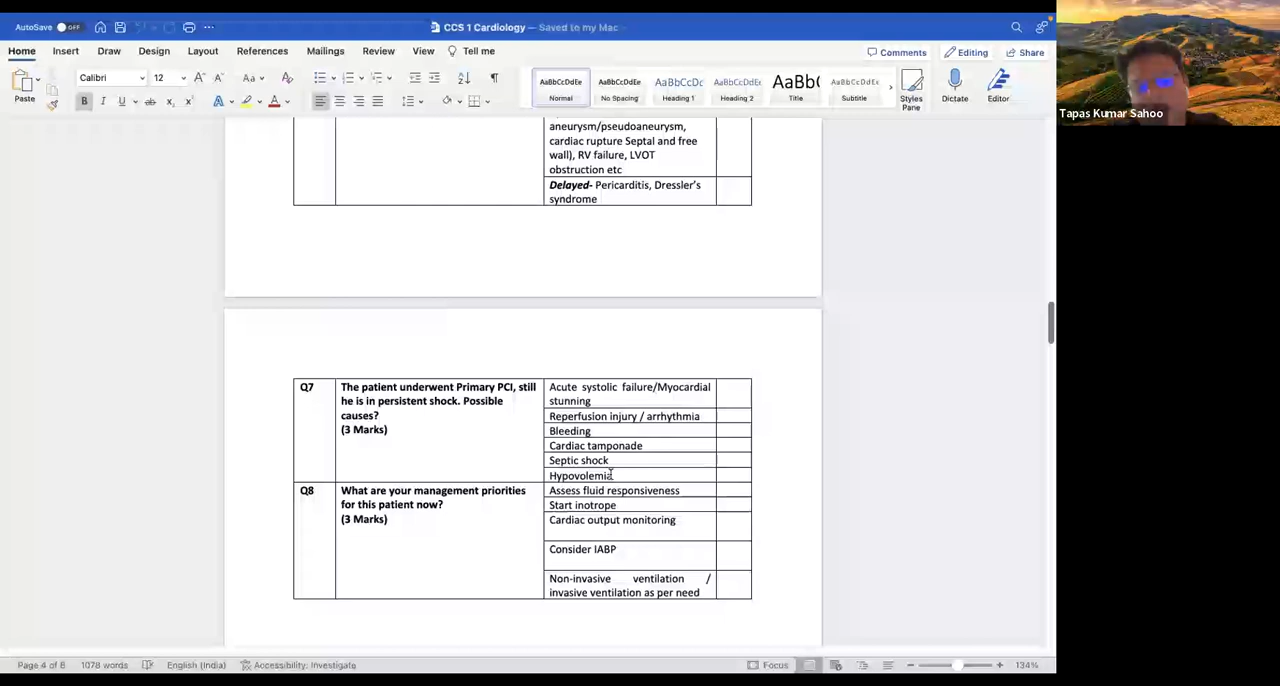 AutoSave OFF
CCS 1 Cardiology — Saved to my Mac
Home Insert Draw Design Layout References Mailings Review View Tell me
Comments Editing Share
Paste
Calibri 12
AaBbCcDdEe AaBbCcDdEe AaBbCcDc AaBbCcDdEe AaBb( AaBbCcDdEe
Normal No Spacing Heading 1 Heading 2 Title Subtitle
Styles Pane
Dictate
Editor
Tapas Kumar Sahoo
aneurysm/pseudoaneurysm,
cardiac rupture Septal and free
wall), RV failure, LVOT
obstruction etc
Delayed- Pericarditis, Dressler's
syndrome
Q7
The patient underwent Primary PCI, still
he is in persistent shock. Possible
causes?
(3 Marks)
Acute systolic failure/Myocardial
stunning
Reperfusion injury / arrhythmia
Bleeding
Cardiac tamponade
Septic shock
Hypovolemia
Q8
What are your management priorities
for this patient now?
(3 Marks)
Assess fluid responsiveness
Start inotrope
Cardiac output monitoring
Consider IABP
Non-invasive ventilation /
invasive ventilation as per need
Page 4 of 8 1078 words English (India) Accessibility: Investigate
Focus 134%